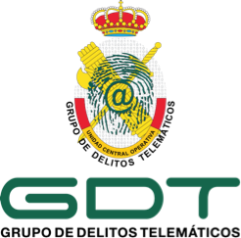 @
GRUPO DE DELITOS TELEMÁTICOS
UNIDAD CENTRAL OPERATIVA
GDT
GRUPO DE DELITOS TELEMÁTICOS